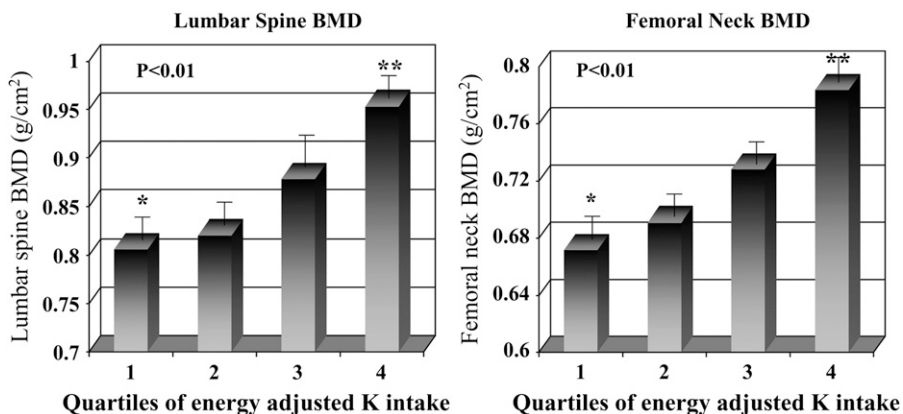 Lumbar Spine BMD
P<0.01
Lumbar spine BMD (g/cm²)
1
0.95
0.9
0.85
0.8
0.75
0.7
*
**
1 2 3 4
Quartiles of energy adjusted K intake
Femoral Neck BMD
P<0.01
Femoral neck BMD (g/cm²)
0.8
0.76
0.72
0.68
0.64
0.6
*
**
1 2 3 4
Quartiles of energy adjusted K intake